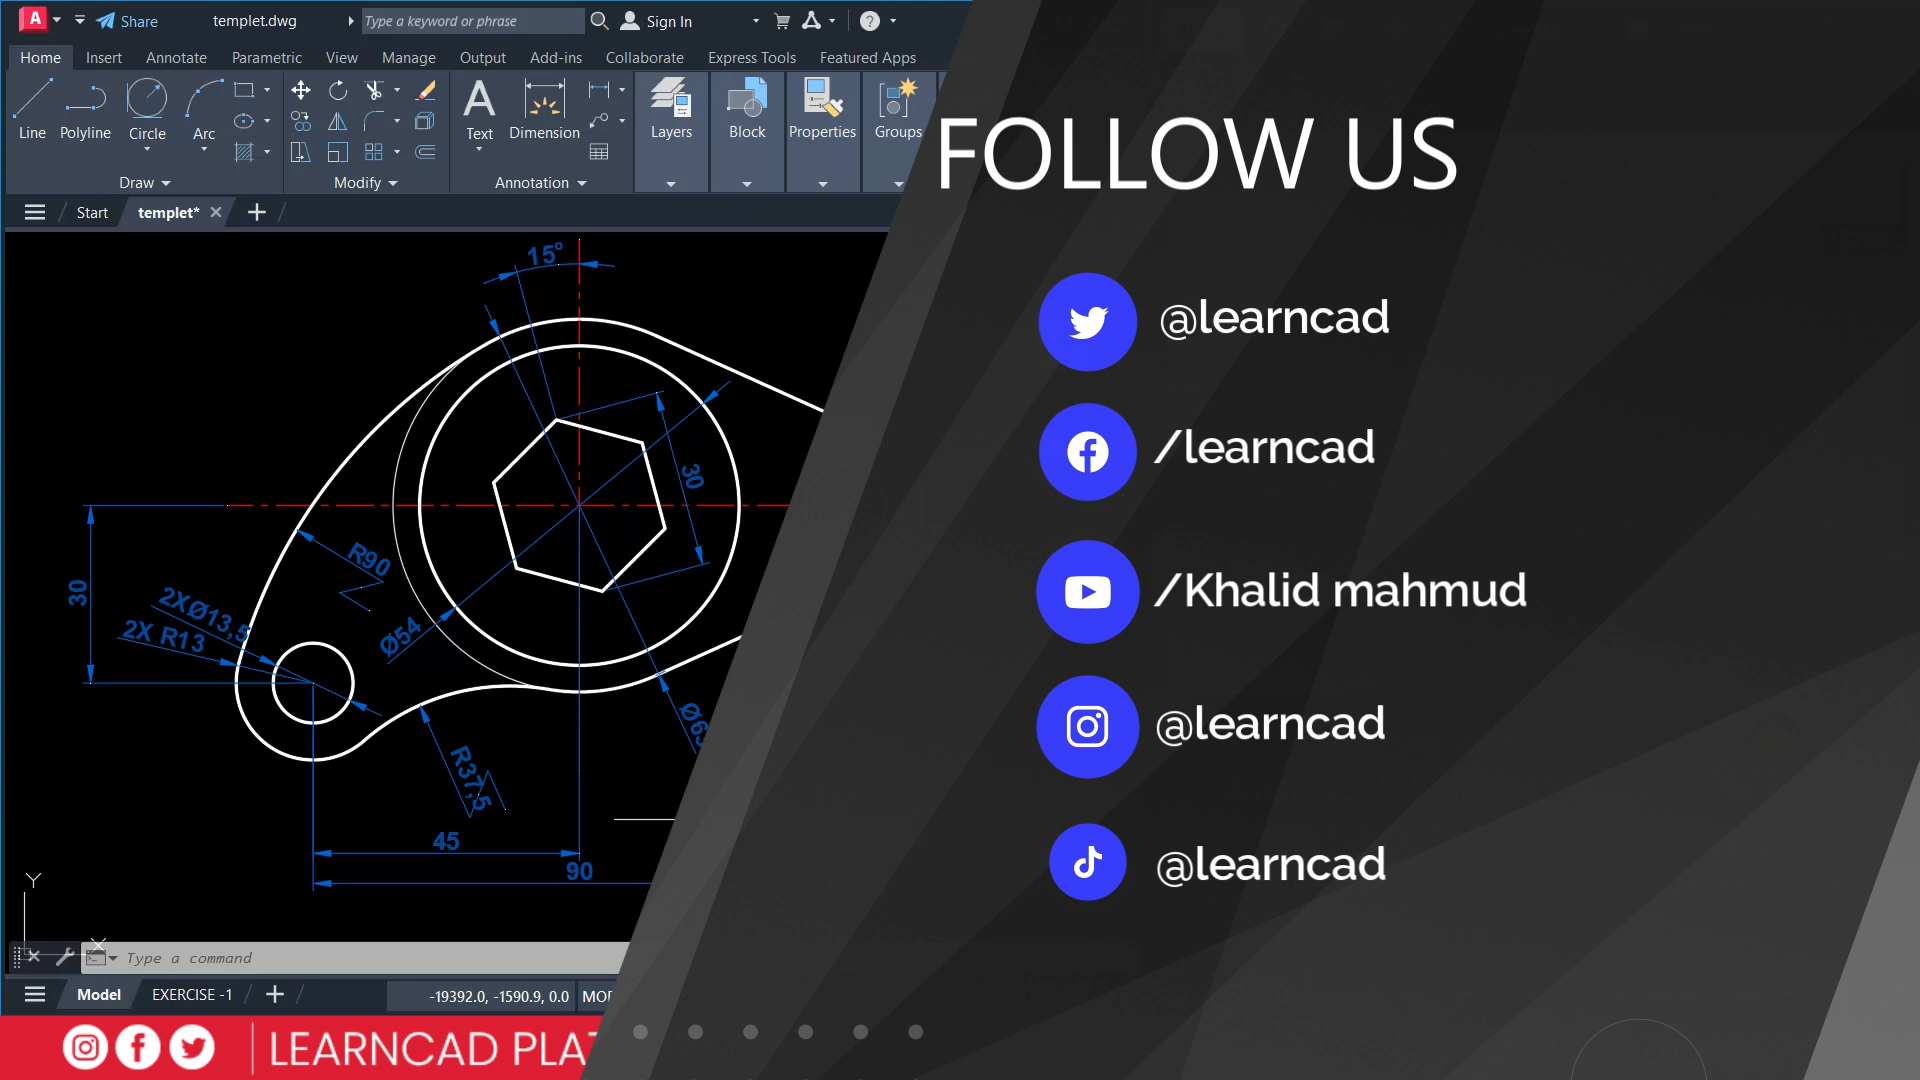 A Share templet.dwg Type a keyword or phrase Sign In
Home Insert Annotate Parametric View Manage Output Add-ins Collaborate Express Tools Featured Apps
Line Polyline Circle Arc A Text Dimension Layers Block Properties Groups
Draw Modify Annotation
Start templet*
FOLLOW US
@learncad
/learncad
/Khalid mahmud
@learncad
@learncad
15°
30
R90
30
2XØ13,5
2X R13
Ø54
R37,5
45
90
Y
X
Type a command
Model EXERCISE -1 -19392.0, -1590.9, 0.0
LEARNCAD